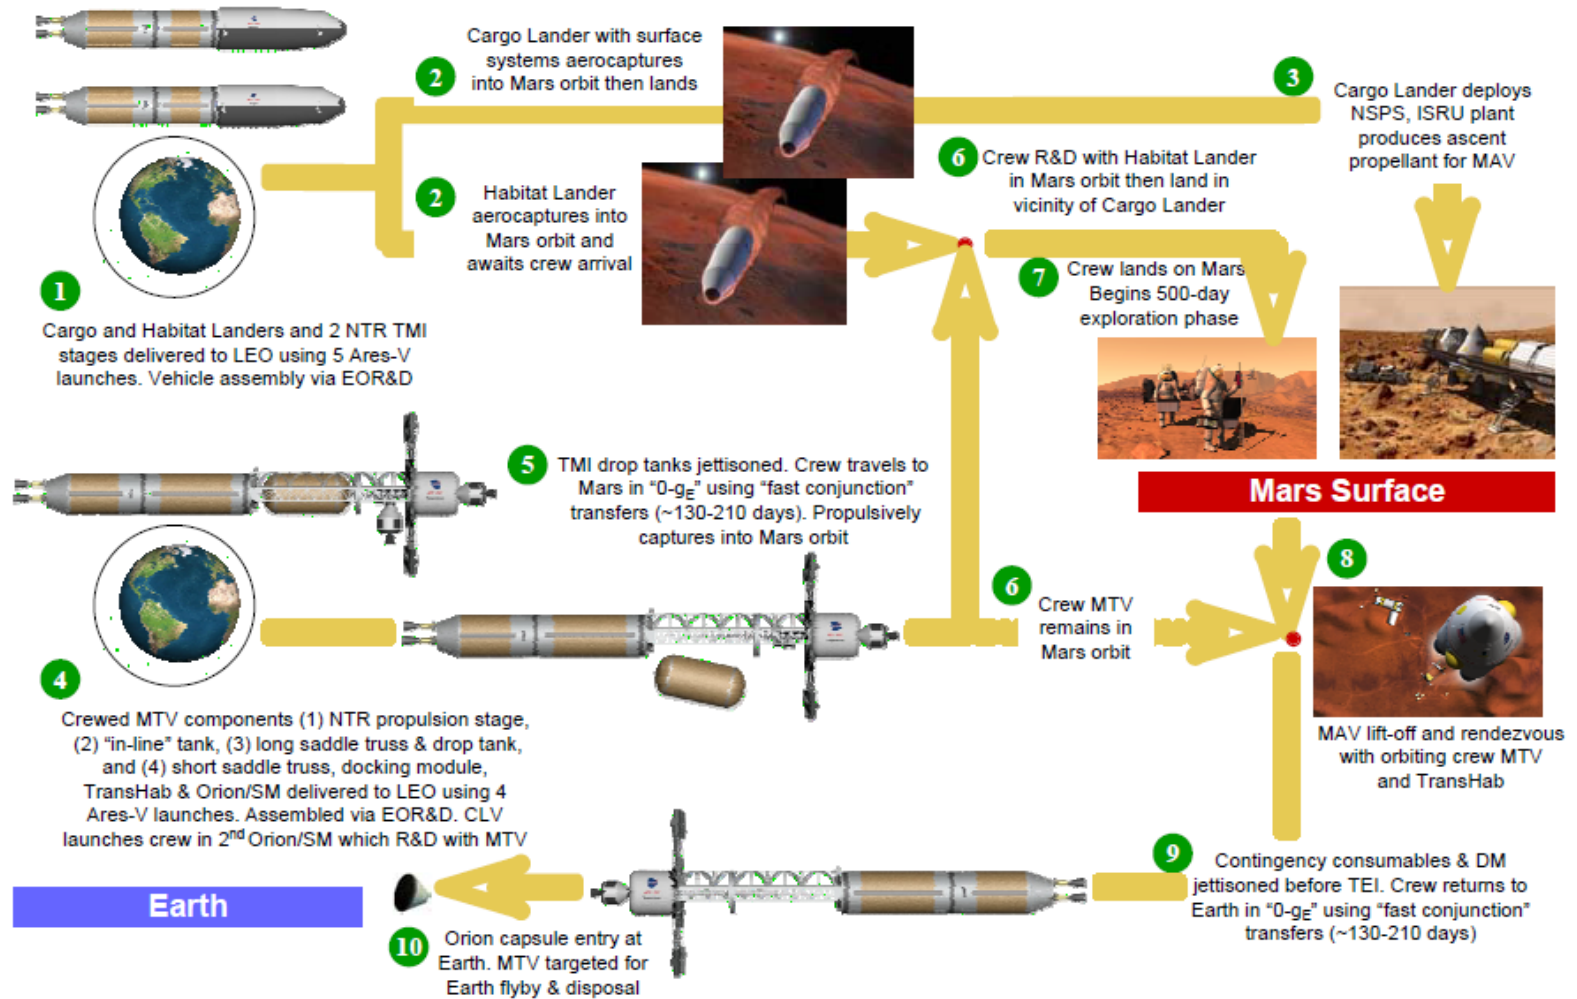 2
Cargo Lander with surface
systems aerocaptures
into Mars orbit then lands
3
Cargo Lander deploys
NSPS, ISRU plant
produces ascent
propellant for MAV
2
Habitat Lander
aerocaptures into
Mars orbit and
awaits crew arrival
6
Crew R&D with Habitat Lander
in Mars orbit then land in
vicinity of Cargo Lander
7
Crew lands on Mars
Begins 500-day
exploration phase
1
Cargo and Habitat Landers and 2 NTR TMI
stages delivered to LEO using 5 Ares-V
launches. Vehicle assembly via EOR&D
5
TMI drop tanks jettisoned. Crew travels to
Mars in “0-gE” using “fast conjunction”
transfers (~130-210 days). Propulsively
captures into Mars orbit
Mars Surface
6
Crew MTV
remains in
Mars orbit
8
MAV lift-off and rendezvous
with orbiting crew MTV
and TransHab
4
Crewed MTV components (1) NTR propulsion stage,
(2) “in-line” tank, (3) long saddle truss & drop tank,
and (4) short saddle truss, docking module,
TransHab & Orion/SM delivered to LEO using 4
Ares-V launches. Assembled via EOR&D. CLV
launches crew in 2nd Orion/SM which R&D with MTV
9
Contingency consumables & DM
jettisoned before TEI. Crew returns to
Earth in “0-gE” using “fast conjunction”
transfers (~130-210 days)
Earth
10
Orion capsule entry at
Earth. MTV targeted for
Earth flyby & disposal